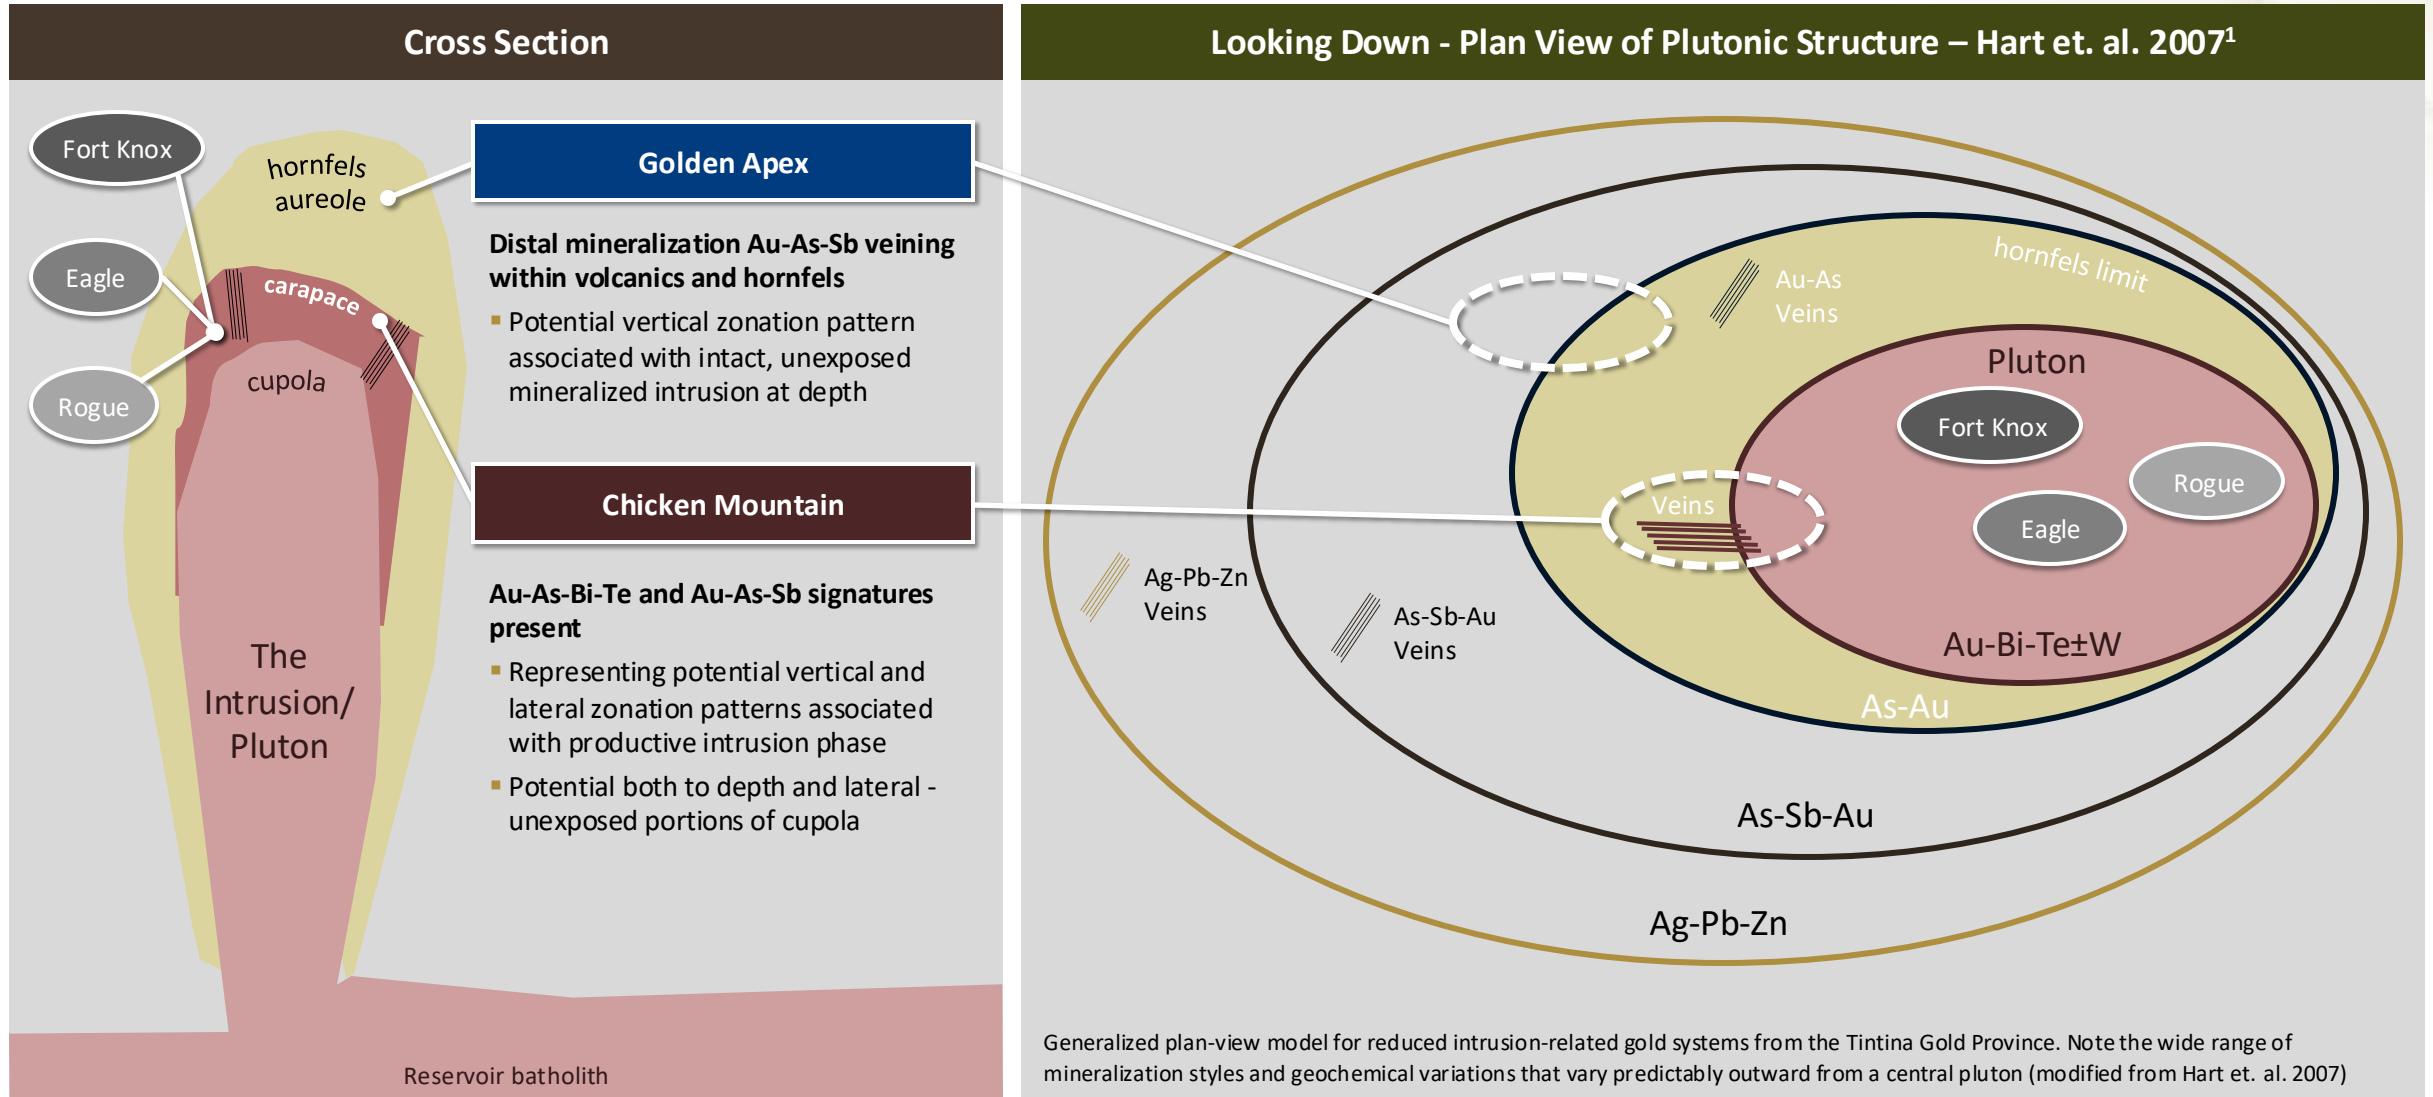 Cross Section
Fort Knox
Eagle
Rogue
hornfels
aureole
carapace
cupola
The
Intrusion/
Pluton
Reservoir batholith
Golden Apex
Distal mineralization Au-As-Sb veining
within volcanics and hornfels
▪ Potential vertical zonation pattern
associated with intact, unexposed
mineralized intrusion at depth
Chicken Mountain
Au-As-Bi-Te and Au-As-Sb signatures
present
▪ Representing potential vertical and
lateral zonation patterns associated
with productive intrusion phase
▪ Potential both to depth and lateral -
unexposed portions of cupola
Looking Down - Plan View of Plutonic Structure – Hart et. al. 2007¹
hornfels limit
Au-As
Veins
Pluton
Fort Knox
Rogue
Eagle
Veins
Ag-Pb-Zn
Veins
As-Sb-Au
Veins
Au-Bi-Te±W
As-Au
As-Sb-Au
Ag-Pb-Zn
Generalized plan-view model for reduced intrusion-related gold systems from the Tintina Gold Province. Note the wide range of
mineralization styles and geochemical variations that vary predictably outward from a central pluton (modified from Hart et. al. 2007)